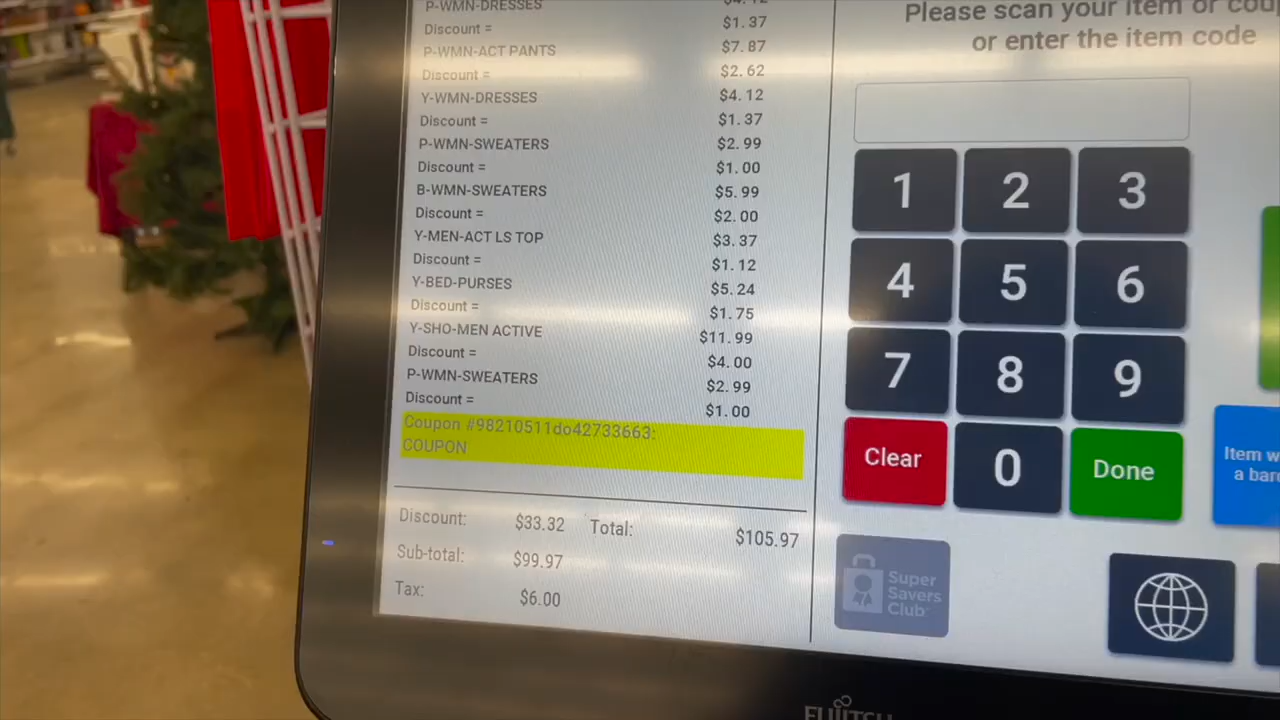 P-WMN-DRESSES $4.12
Discount = $1.37
P-WMN-ACT PANTS $7.87
Discount = $2.62
Y-WMN-DRESSES $4.12
Discount = $1.37
P-WMN-SWEATERS $2.99
Discount = $1.00
B-WMN-SWEATERS $5.99
Discount = $2.00
Y-MEN-ACT LS TOP $3.37
Discount = $1.12
Y-BED-PURSES $5.24
Discount = $1.75
Y-SHO-MEN ACTIVE $11.99
Discount = $4.00
P-WMN-SWEATERS $2.99
Discount = $1.00
Coupon #98210511do42733663:
COUPON
Discount: $33.32 Total: $105.97
Sub-total: $99.97
Tax: $6.00
Please scan your item or cou
or enter the item code
1 2 3
4 5 6
7 8 9
Clear 0 Done
Item w
a barc
Super
Savers
Club
FUJITSU